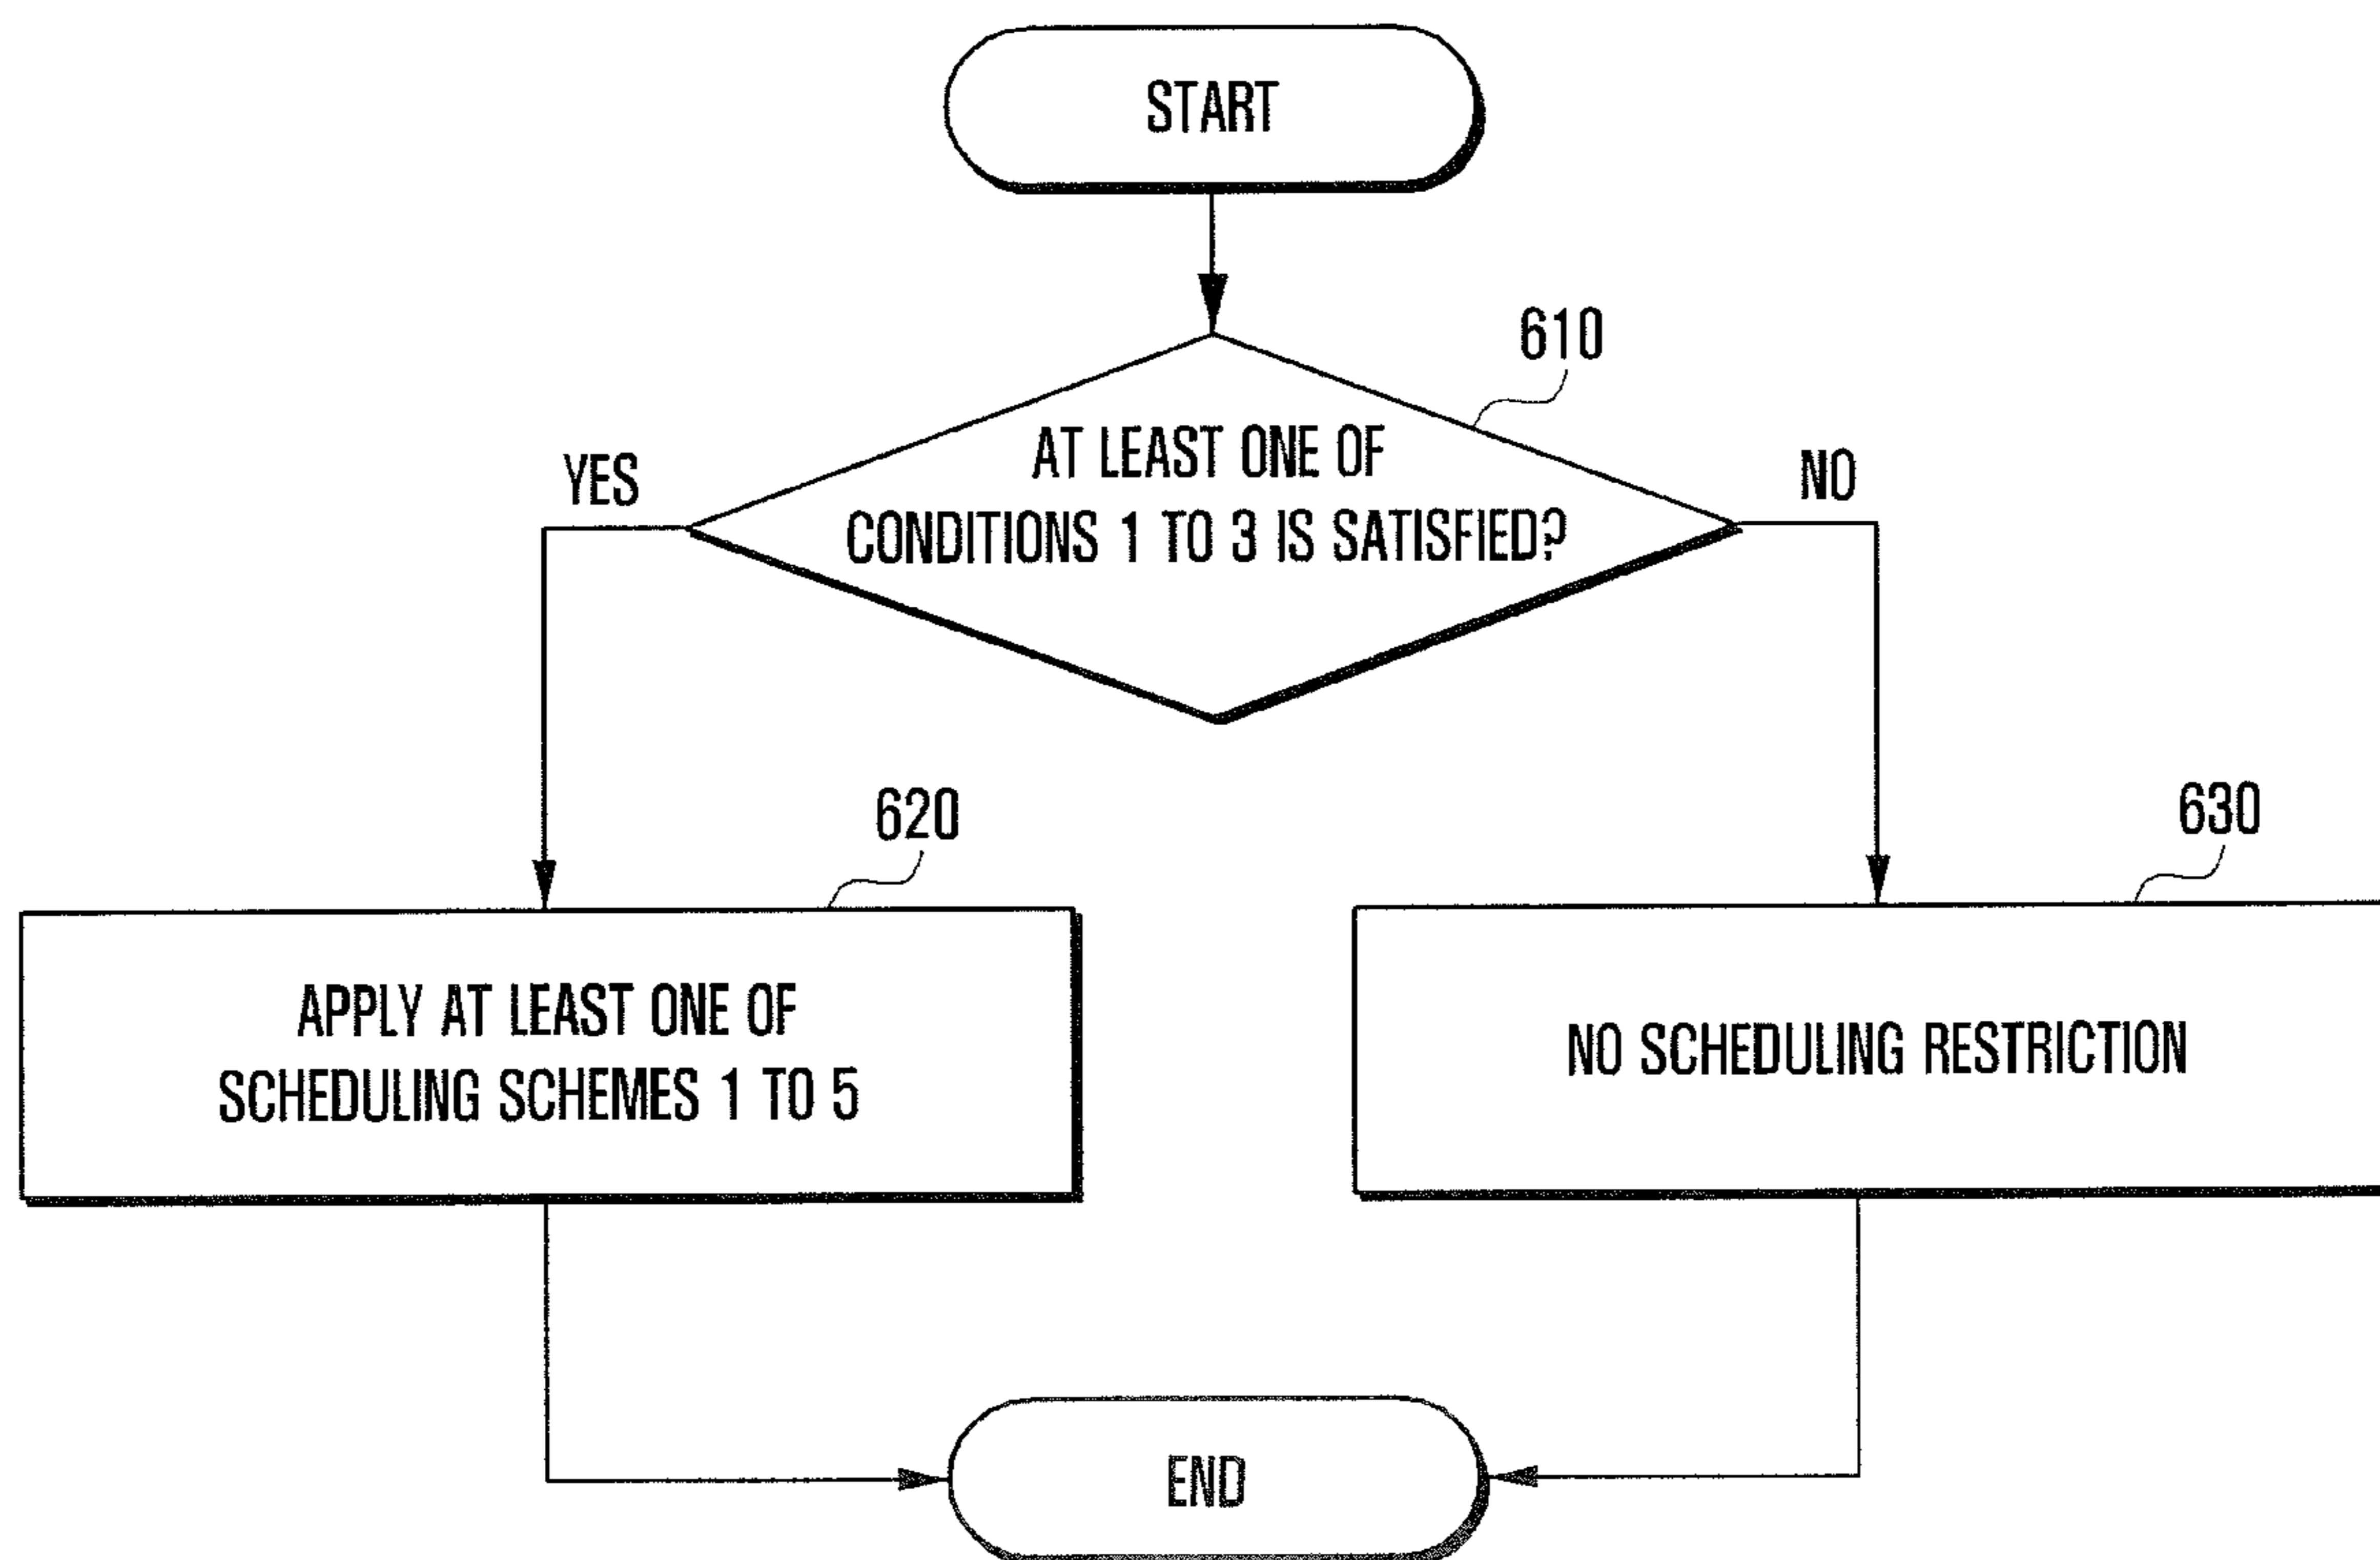 START
610
AT LEAST ONE OF
CONDITIONS 1 TO 3 IS SATISFIED?
YES
NO
620
630
APPLY AT LEAST ONE OF
SCHEDULING SCHEMES 1 TO 5
NO SCHEDULING RESTRICTION
END